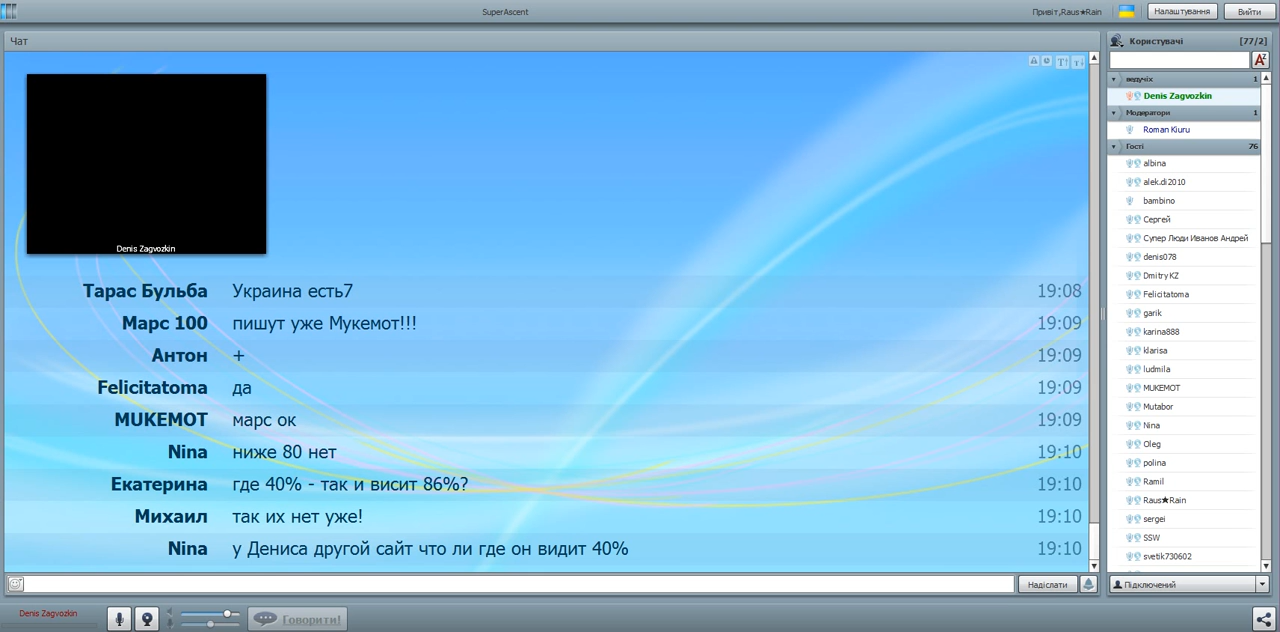 SuperAscent
Привіт,Raus★Rain
Налаштування
Вийти
Чат
Denis Zagvozkin
Тарас Бульба Украина есть7 19:08
Марс 100 пишут уже Мукемот!!! 19:09
Антон + 19:09
Felicitatoma да 19:09
MUKEMOT марс ок 19:09
Nina ниже 80 нет 19:10
Екатерина где 40% - так и висит 86%? 19:10
Михаил так их нет уже! 19:10
Nina у Дениса другой сайт что ли где он видит 40% 19:10
Надіслати
Користувачі [77/2]
ведучіх 1
Denis Zagvozkin
Модератори 1
Roman Kiuru
Гості 76
albina
alek.di2010
bambino
Сергей
Супер Люди Иванов Андрей
denis078
Dmitry KZ
Felicitatoma
garik
karina888
klarisa
ludmila
MUKEMOT
Mutabor
Nina
Oleg
polina
Ramil
Raus★Rain
sergei
SSW
svetik730602
Підключений
Denis Zagvozkin
Говорити!